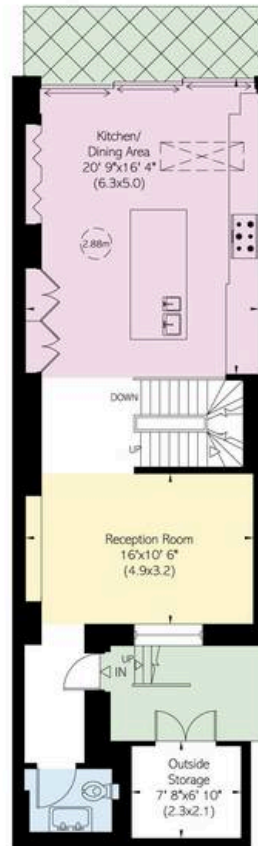 Kitchen/
Dining Area
20' 9"x16' 4"
(6.3x5.0)
2.88m
DOWN
UP
Reception Room
16'x10' 6"
(4.9x3.2)
UP
IN
Outside
Storage
7' 8"x6' 10"
(2.3x2.1)